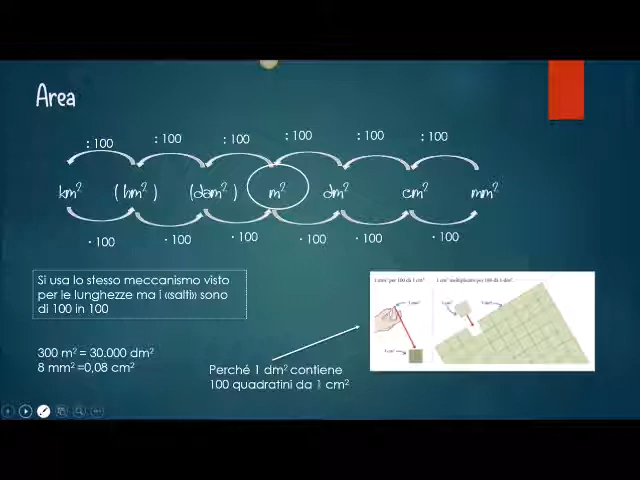 Area
: 100 : 100 : 100 : 100 : 100 : 100
km² (hm²) (dam²) m² dm² cm² mm²
· 100 · 100 · 100 · 100 · 100 · 100
Si usa lo stesso meccanismo visto
per le lunghezze ma i «salti» sono
di 100 in 100
300 m² = 30.000 dm²
8 mm² =0,08 cm²
Perché 1 dm² contiene
100 quadratini da 1 cm²